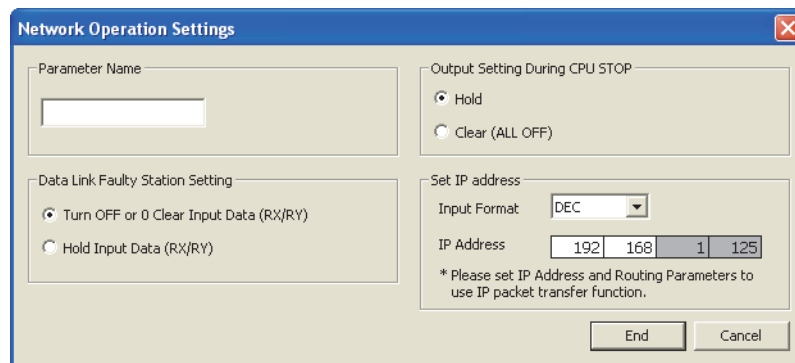 Network Operation Settings
Parameter Name
Data Link Faulty Station Setting
Turn OFF or 0 Clear Input Data (RX/RY)
Hold Input Data (RX/RY)
Output Setting During CPU STOP
Hold
Clear (ALL OFF)
Set IP address
Input Format DEC
IP Address 192 168 1 125
* Please set IP Address and Routing Parameters to
use IP packet transfer function.
End Cancel